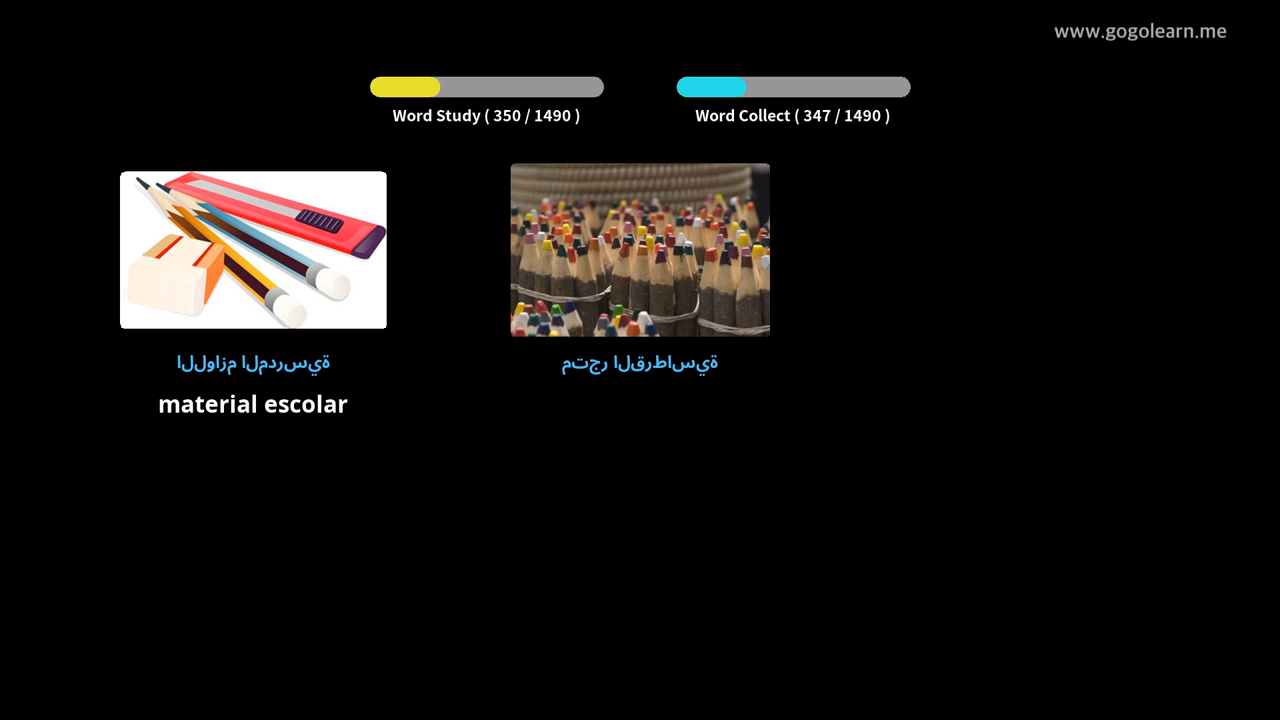 www.gogolearn.me
Word Study ( 350 / 1490 )
Word Collect ( 347 / 1490 )
اللوازم المدرسية
material escolar
متجر القرطاسية